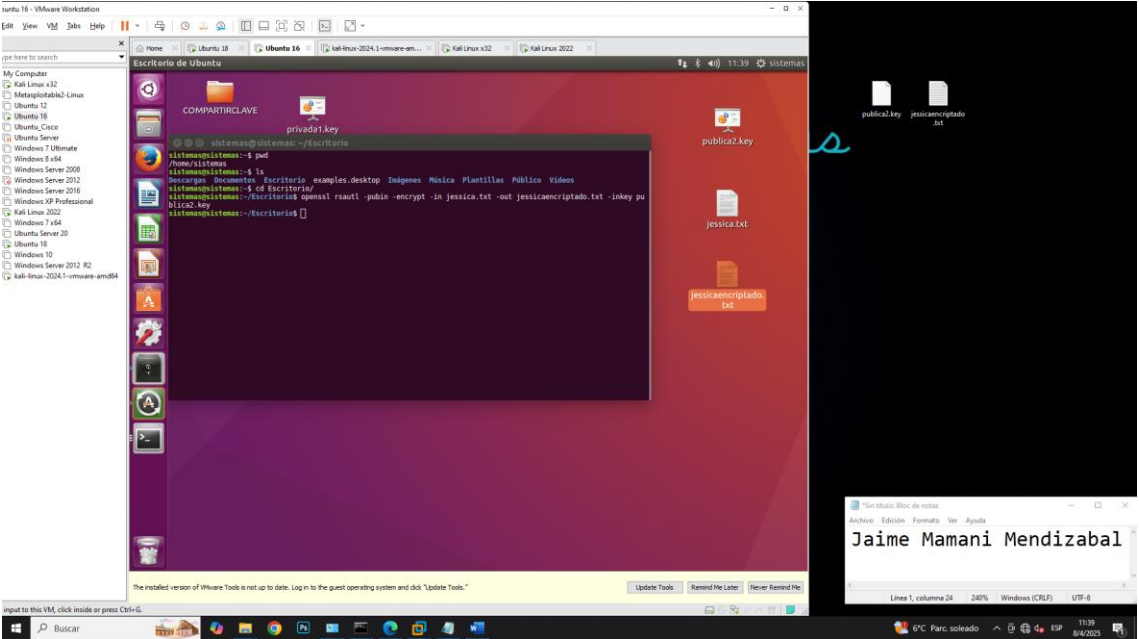 ountu 16 - VMware Workstation
Edit View VM Tabs Help
ype here to search
My Computer
Kali Linux x32
Metasploitable2-Linux
Ubuntu 12
Ubuntu 16
Ubuntu_Cisco
Ubuntu Server
Windows 7 Ultimate
Windows 8 x64
Windows Server 2008
Windows Server 2012
Windows Server 2016
Windows XP Professional
Kali Linux 2022
Windows 7 x64
Ubuntu Server 20
Ubuntu 18
Windows 10
Windows Server 2012 R2
kali-linux-2024.1-vmware-amd64
Home Ubuntu 18 Ubuntu 16 kali-linux-2024.1-vmware-am... Kali Linux x32 Kali Linux 2022
Escritorio de Ubuntu 11:39 sistemas
COMPARTIRCLAVE
privada1.key
publica2.key
jessica.txt
jessicaencriptado.
txt
sistemas@sistemas: ~/Escritorio
sistemas@sistemas:~$ pwd
/home/sistemas
sistemas@sistemas:~$ ls
Descargas Documentos Escritorio examples.desktop Imágenes Música Plantillas Público Vídeos
sistemas@sistemas:~$ cd Escritorio/
sistemas@sistemas:~/Escritorio$ openssl rsautl -pubin -encrypt -in jessica.txt -out jessicaencriptado.txt -inkey pu
blica2.key
sistemas@sistemas:~/Escritorio$
The installed version of VMware Tools is not up to date. Log in to the guest operating system and click "Update Tools."
Update Tools Remind Me Later Never Remind Me
input to this VM, click inside or press Ctrl+G.
publica2.key
jessicaencriptado
.txt
s
*Sin título: Bloc de notas
Archivo Edición Formato Ver Ayuda
Jaime Mamani Mendizabal
Línea 1, columna 24 240% Windows (CRLF) UTF-8
Buscar
6°C Parc. soleado ESP 11:39
8/4/2025